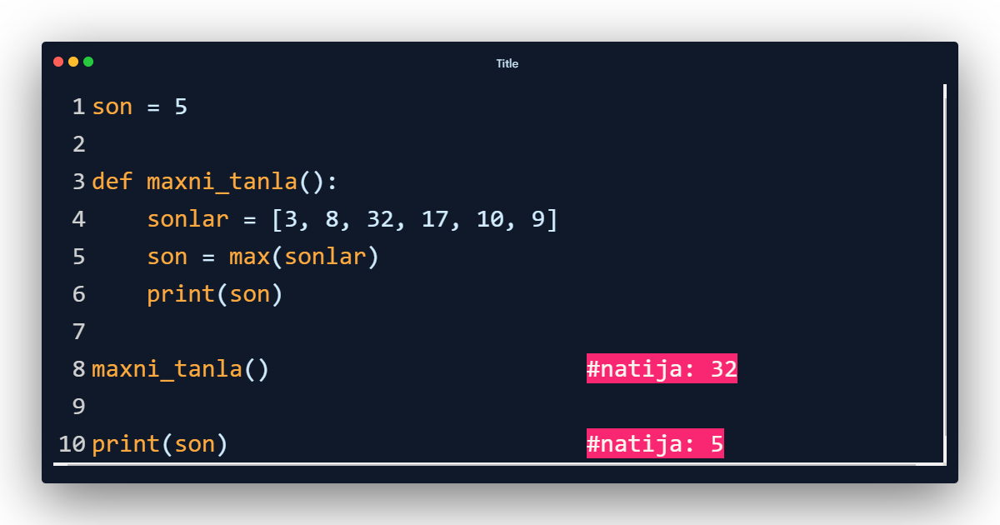 Title
1 son = 5
2
3 def maxni_tanla():
4     sonlar = [3, 8, 32, 17, 10, 9]
5     son = max(sonlar)
6     print(son)
7
8 maxni_tanla() #natija: 32
9
10 print(son) #natija: 5